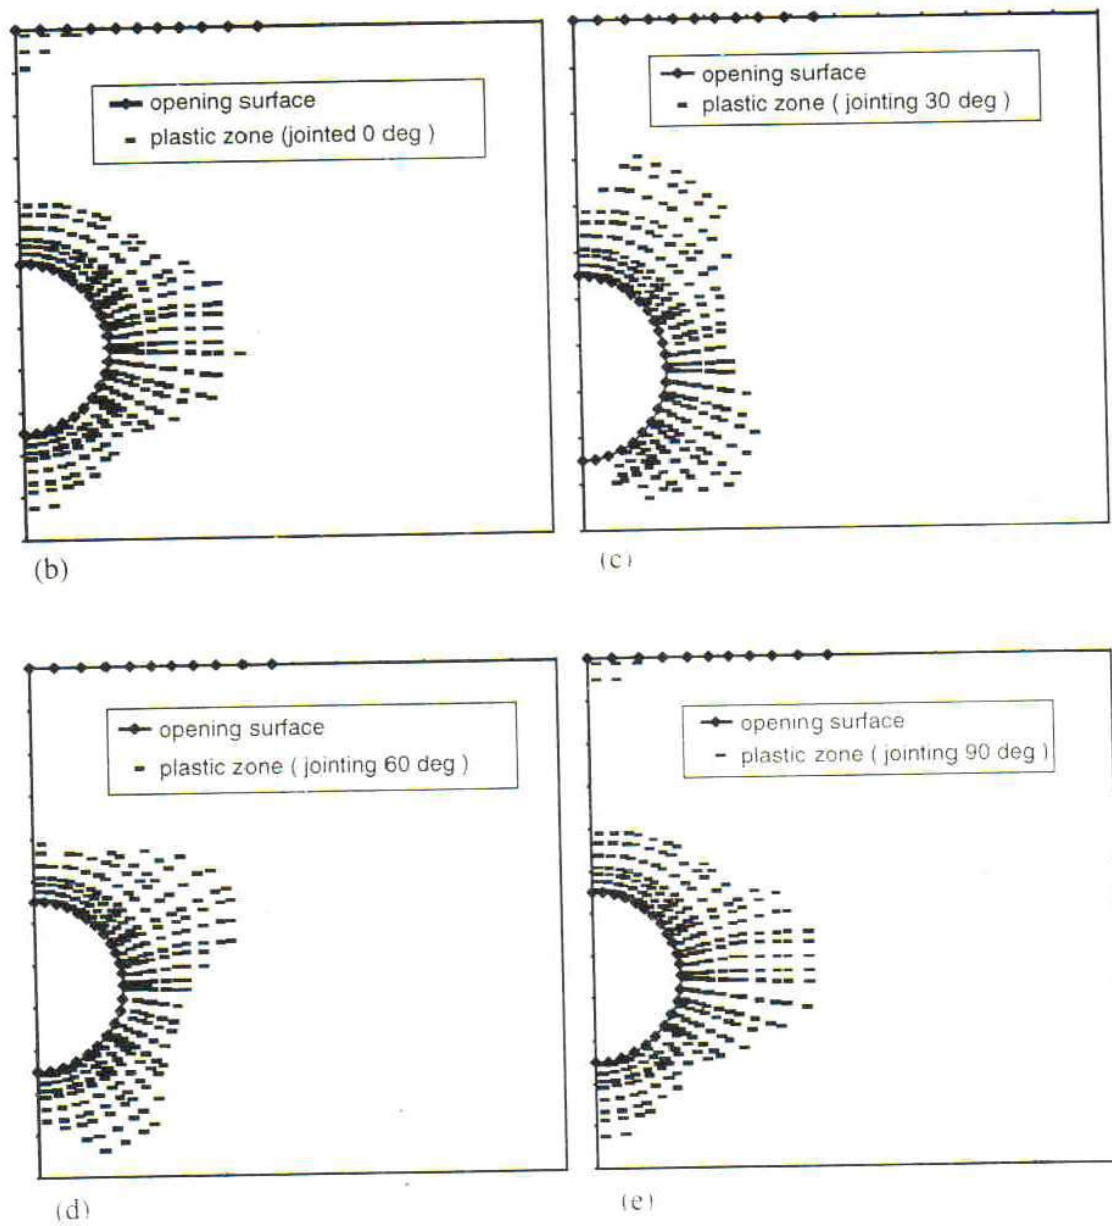 opening surface
plastic zone (jointed 0 deg )
(b)
opening surface
plastic zone ( jointing 30 deg )
(c)
opening surface
plastic zone ( jointing 60 deg )
(d)
opening surface
plastic zone ( jointing 90 deg )
(e)